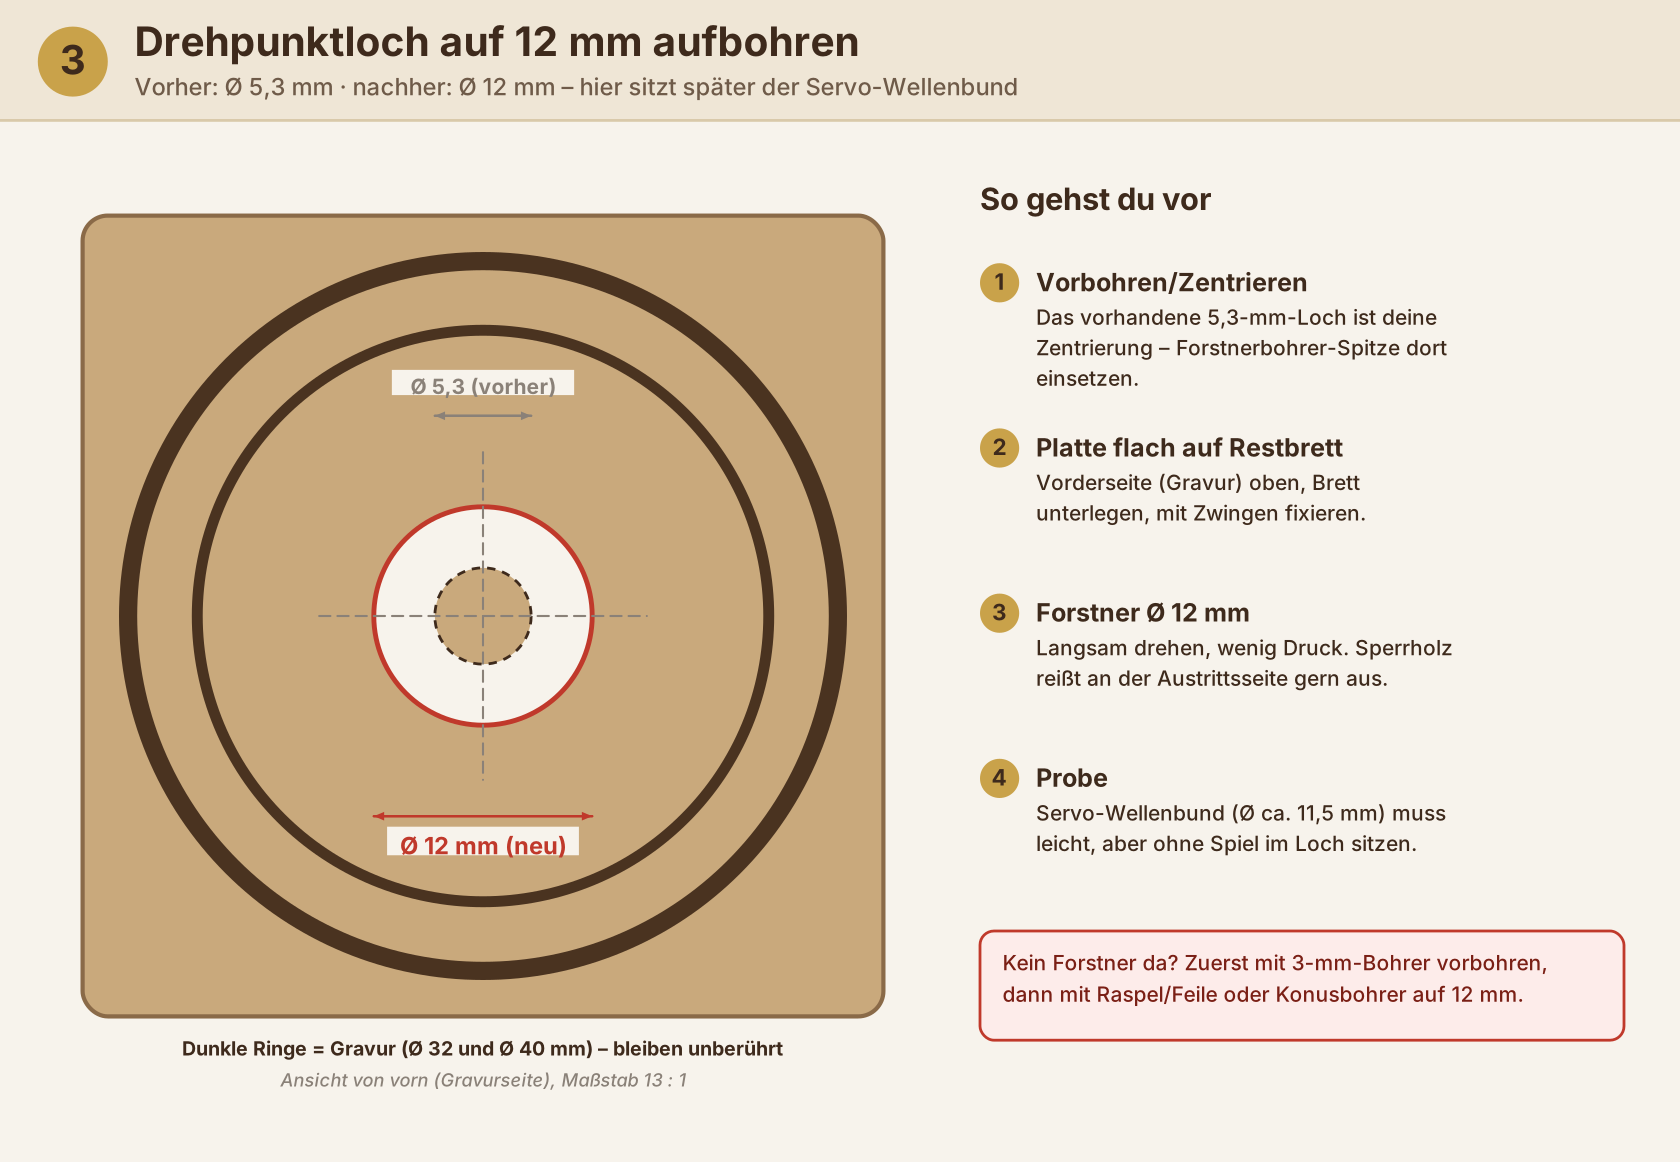 3
Drehpunktloch auf 12 mm aufbohren
Vorher: Ø 5,3 mm · nachher: Ø 12 mm – hier sitzt später der Servo-Wellenbund
Ø 5,3 (vorher)
Ø 12 mm (neu)
Dunkle Ringe = Gravur (Ø 32 und Ø 40 mm) – bleiben unberührt
Ansicht von vorn (Gravurseite), Maßstab 13 : 1
So gehst du vor
1
Vorbohren/Zentrieren
Das vorhandene 5,3-mm-Loch ist deine
Zentrierung – Forstnerbohrer-Spitze dort
einsetzen.
2
Platte flach auf Restbrett
Vorderseite (Gravur) oben, Brett
unterlegen, mit Zwingen fixieren.
3
Forstner Ø 12 mm
Langsam drehen, wenig Druck. Sperrholz
reißt an der Austrittsseite gern aus.
4
Probe
Servo-Wellenbund (Ø ca. 11,5 mm) muss
leicht, aber ohne Spiel im Loch sitzen.
Kein Forstner da? Zuerst mit 3-mm-Bohrer vorbohren,
dann mit Raspel/Feile oder Konusbohrer auf 12 mm.